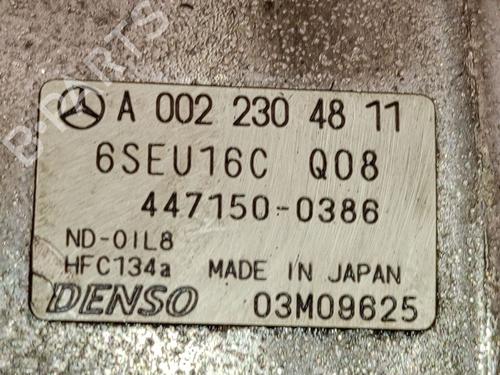 A 002 230 48 11
6SEU16C Q08
447150-0386
ND-OIL8
HFC134a MADE IN JAPAN
DENSO 03M09625
B-PARTS